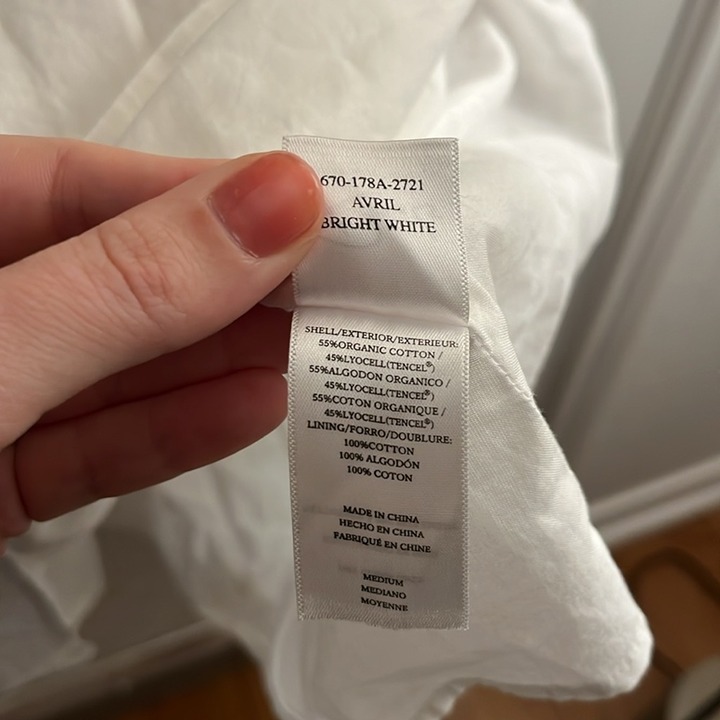 670-178A-2721
AVRIL
BRIGHT WHITE
SHELL/EXTERIOR/EXTERIEUR:
55%ORGANIC COTTON /
45%LYOCELL(TENCEL®)
55%ALGODON ORGANICO /
45%LYOCELL(TENCEL®)
55%COTON ORGANIQUE /
45%LYOCELL(TENCEL®)
LINING/FORRO/DOUBLURE:
100%COTTON
100% ALGODÓN
100% COTON
MADE IN CHINA
HECHO EN CHINA
FABRIQUÉ EN CHINE
MEDIUM
MEDIANO
MOYENNE